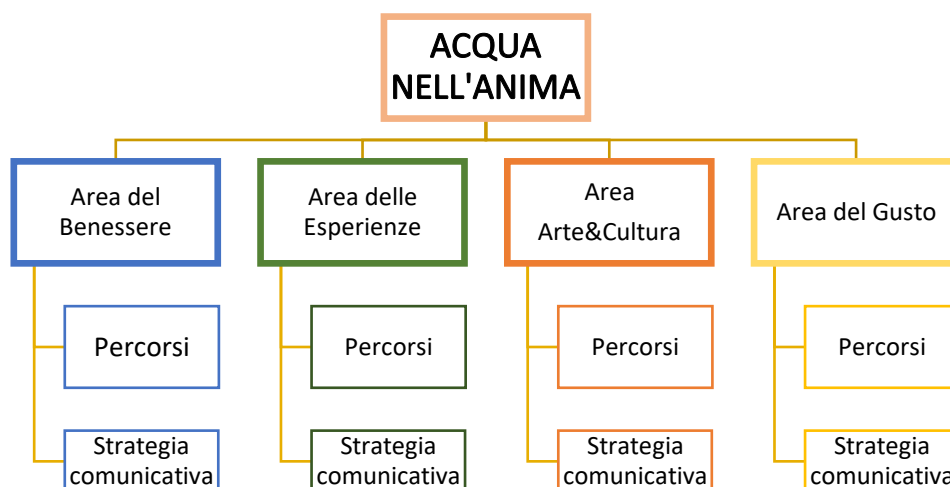 ACQUA
NELL'ANIMA
Area del
Benessere
Area delle
Esperienze
Area
Arte&Cultura
Area del Gusto
Percorsi
Percorsi
Percorsi
Percorsi
Strategia
comunicativa
Strategia
comunicativa
Strategia
comunicativa
Strategia
comunicativa